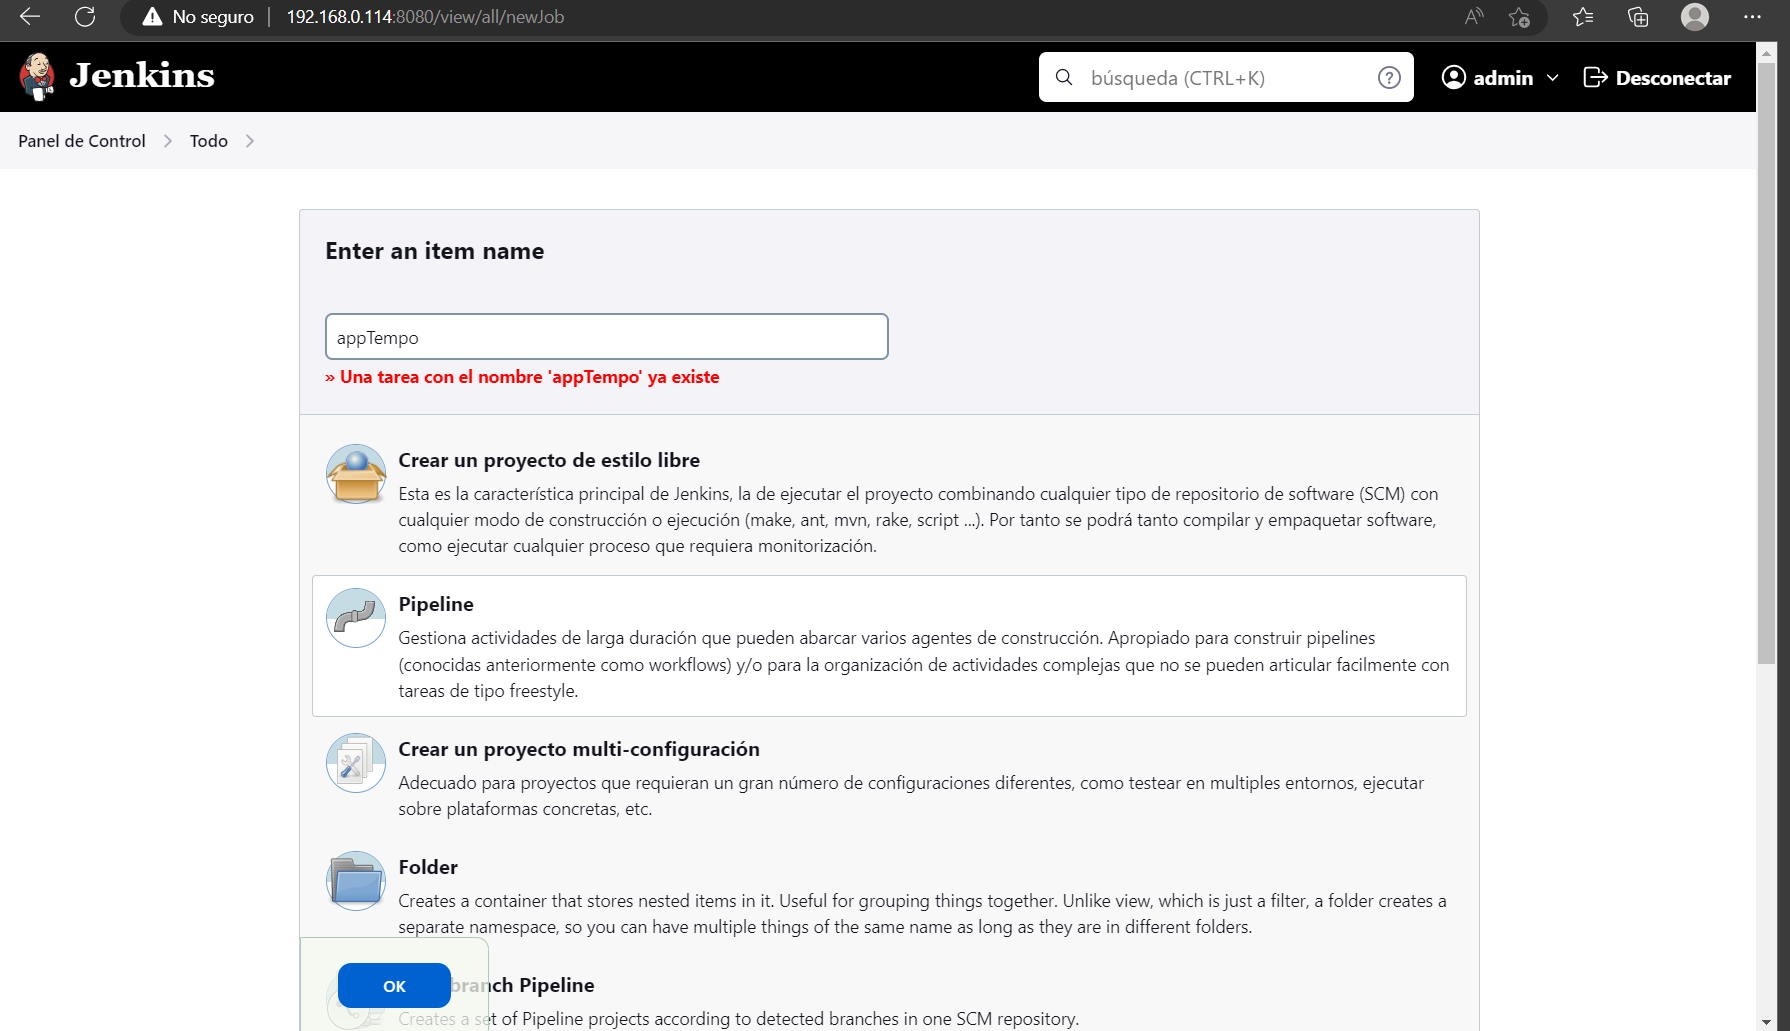 No seguro
192.168.0.114:8080/view/all/newJob
Jenkins
búsqueda (CTRL+K)
admin
Desconectar
Panel de Control
Todo
Enter an item name
appTempo
» Una tarea con el nombre 'appTempo' ya existe
Crear un proyecto de estilo libre
Esta es la característica principal de Jenkins, la de ejecutar el proyecto combinando cualquier tipo de repositorio de software (SCM) con
cualquier modo de construcción o ejecución (make, ant, mvn, rake, script ...). Por tanto se podrá tanto compilar y empaquetar software,
como ejecutar cualquier proceso que requiera monitorización.
Pipeline
Gestiona actividades de larga duración que pueden abarcar varios agentes de construcción. Apropiado para construir pipelines
(conocidas anteriormente como workflows) y/o para la organización de actividades complejas que no se pueden articular facilmente con
tareas de tipo freestyle.
Crear un proyecto multi-configuración
Adecuado para proyectos que requieran un gran número de configuraciones diferentes, como testear en multiples entornos, ejecutar
sobre plataformas concretas, etc.
Folder
Creates a container that stores nested items in it. Useful for grouping things together. Unlike view, which is just a filter, a folder creates a
separate namespace, so you can have multiple things of the same name as long as they are in different folders.
OK
branch Pipeline
Creates a set of Pipeline projects according to detected branches in one SCM repository.